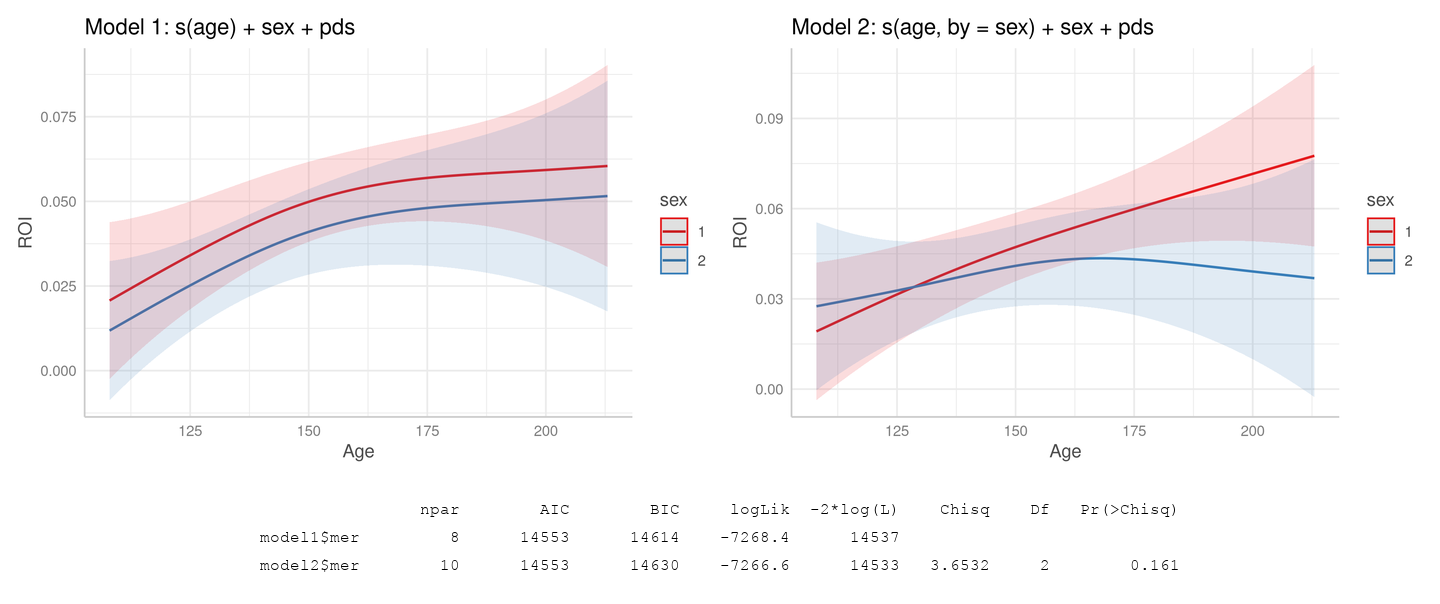 Model 1: s(age) + sex + pds
ROI
0.075
0.050
0.025
0.000
125 150 175 200
Age
sex
1
2
Model 2: s(age, by = sex) + sex + pds
ROI
0.09
0.06
0.03
0.00
125 150 175 200
Age
sex
1
2
npar AIC BIC logLik -2*log(L) Chisq Df Pr(>Chisq)
model1$mer 8 14553 14614 -7268.4 14537
model2$mer 10 14553 14630 -7266.6 14533 3.6532 2 0.161